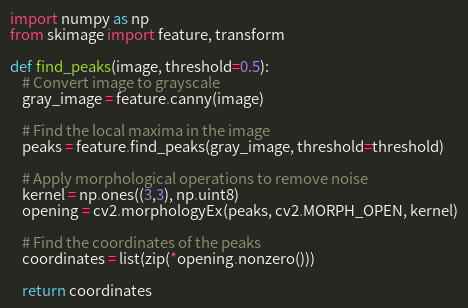 import numpy as np
from skimage import feature, transform
def find_peaks(image, threshold=0.5):
# Convert image to grayscale
gray_image = feature.canny(image)
# Find the local maxima in the image
peaks = feature.find_peaks(gray_image, threshold=threshold)
# Apply morphological operations to remove noise
kernel = np.ones((3,3), np.uint8)
opening = cv2.morphologyEx(peaks, cv2.MORPH_OPEN, kernel)
# Find the coordinates of the peaks
coordinates = list(zip(*opening.nonzero()))
return coordinates